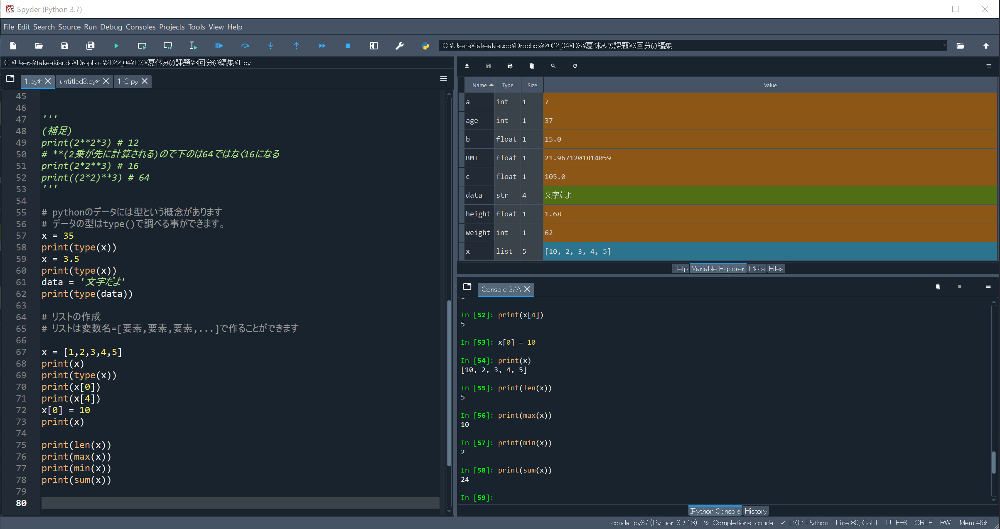 Spyder (Python 3.7)
File Edit Search Source Run Debug Consoles Projects Tools View Help
C:¥Users¥takeakisudo¥Dropbox¥2022_04¥DS¥夏休みの課題¥3回分の編集
C:¥Users¥takeakisudo¥Dropbox¥2022_04¥DS¥夏休みの課題¥3回分の編集¥1.py
1.py* untitled3.py* 1-2.py
45
46
47 '''
48 (補足)
49 print(2**2*3) # 12
50 # **(2乗が先に計算される)ので下のは64ではなく16になる
51 print(2*2**3) # 16
52 print((2*2)**3) # 64
53 '''
54
55 # pythonのデータには型という概念があります
56 # データの型はtype()で調べる事ができます。
57 x = 35
58 print(type(x))
59 x = 3.5
60 print(type(x))
61 data = '文字だよ'
62 print(type(data))
63
64 # リストの作成
65 # リストは変数名=[要素,要素,要素,...]で作ることができます
66
67 x = [1,2,3,4,5]
68 print(x)
69 print(type(x))
70 print(x[0])
71 print(x[4])
72 x[0] = 10
73 print(x)
74
75 print(len(x))
76 print(max(x))
77 print(min(x))
78 print(sum(x))
79
80
Name Type Size Value
a int 1 7
age int 1 37
b float 1 15.0
BMI float 1 21.9671201814059
c float 1 105.0
data str 4 文字だよ
height float 1 1.68
weight int 1 62
x list 5 [10, 2, 3, 4, 5]
Help Variable Explorer Plots Files
Console 3/A
In [52]: print(x[4])
5
In [53]: x[0] = 10
In [54]: print(x)
[10, 2, 3, 4, 5]
In [55]: print(len(x))
5
In [56]: print(max(x))
10
In [57]: print(min(x))
2
In [58]: print(sum(x))
24
In [59]:
IPython Console History
conda: py37 (Python 3.7.13) Completions: conda LSP: Python Line 80, Col 1 UTF-8 CRLF RW Mem 46%